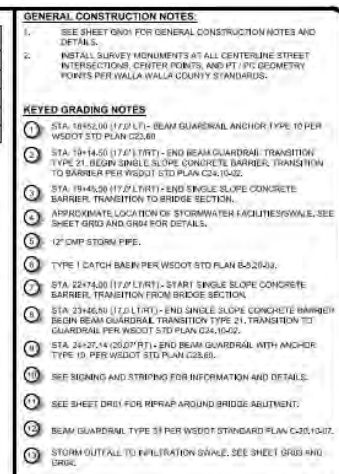 GENERAL CONSTRUCTION NOTES:
1. SEE SHEET GN01 FOR GENERAL CONSTRUCTION NOTES AND
DETAILS.
2. INSTALL SURVEY MONUMENTS AT ALL CENTERLINE STREET
INTERSECTIONS, CENTER POINTS, AND PT / PC GEOMETRY
POINTS PER WALLA WALLA COUNTY STANDARDS.
KEYED GRADING NOTES
1 STA. 18+52.00 (17.0' LT) - BEAM GUARDRAIL ANCHOR TYPE 10 PER
WSDOT STD PLAN C23.60
2 STA. 19+14.50 (17.0' LT/RT) - END BEAM GUARDRAIL TRANSITION
TYPE 21, BEGIN SINGLE SLOPE CONCRETE BARRIER, TRANSITION
TO BARRIER PER WSDOT STD PLAN C24.10-02.
3 STA. 19+45.50 (17.0' LT/RT) - END SINGLE SLOPE CONCRETE
BARRIER, TRANSITION TO BRIDGE SECTION.
4 APPROXIMATE LOCATION OF STORMWATER FACILITIES/SWALE. SEE
SHEET GR03 AND GR04 FOR DETAILS.
5 12" CMP STORM PIPE.
6 TYPE 1 CATCH BASIN PER WSDOT STD PLAN B-5.20-03.
7 STA. 22+74.00 (17.0' LT/RT) - START SINGLE SLOPE CONCRETE
BARRIER, TRANSITION FROM BRIDGE SECTION.
8 STA. 23+46.50 (17.0 LT/RT) - END SINGLE SLOPE CONCRETE BARRIER
BEGIN BEAM GUARDRAIL TRANSITION TYPE 21, TRANSITION TO
GUARDRAIL PER WSDOT STD PLAN C24.10-02.
9 STA. 24+27.14 (20.07' RT) - END BEAM GUARDRAIL WITH ANCHOR
TYPE 10, PER WSDOT STD PLAN C23.60.
10 SEE SIGNING AND STRIPING FOR INFORMATION AND DETAILS.
11 SEE SHEET DR01 FOR RIPRAP AROUND BRIDGE ABUTMENT.
12 BEAM GUARDRAIL TYPE 31 PER WSDOT STANDARD PLAN C-20.10-07.
13 STORM OUTFALL TO INFILTRATION SWALE. SEE SHEET GR03 AND
GR04.